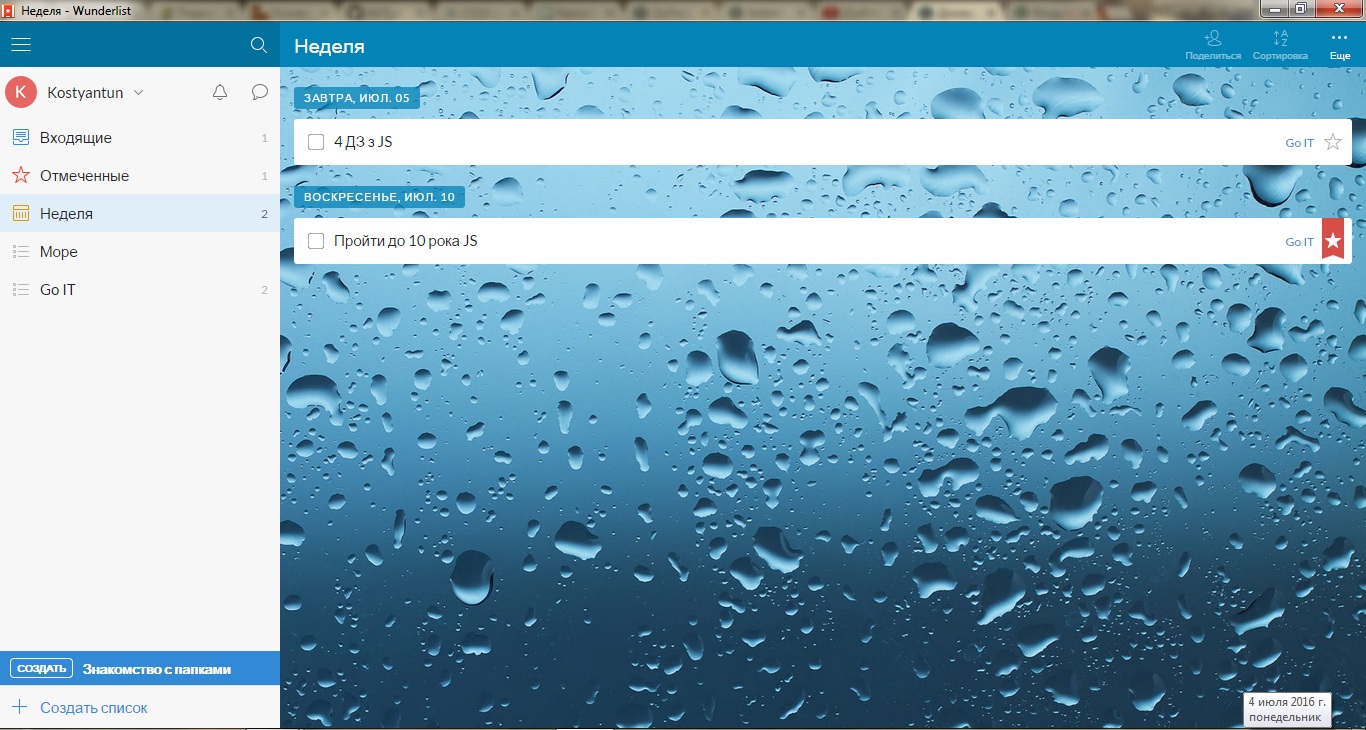 Неделя - Wunderlist
Неделя
Поделиться
Сортировка
Еще
K
Kostyantun
Входящие 1
Отмеченные 1
Неделя 2
Море
Go IT 2
ЗАВТРА, ИЮЛ. 05
4 ДЗ з JS Go IT
ВОСКРЕСЕНЬЕ, ИЮЛ. 10
Пройти до 10 рока JS Go IT
СОЗДАТЬ Знакомство с папками
Создать список
4 июля 2016 г.
понедельник